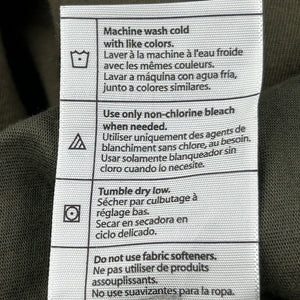 Machine wash cold
with like colors.
Laver à la machine à l'eau froide
avec les mêmes couleurs.
Lavar a máquina con agua fría,
junto a colores similares.
Use only non-chlorine bleach
when needed.
Utiliser uniquement des agents de
blanchiment sans chlore, au besoin.
Usar solamente blanqueador sin
cloro cuando lo necesite.
Tumble dry low.
Sécher par culbutage à
réglage bas.
Secar en secadora en
ciclo delicado.
Do not use fabric softeners.
Ne pas utiliser de produits
assouplissants.
No use suavizantes para la ropa.